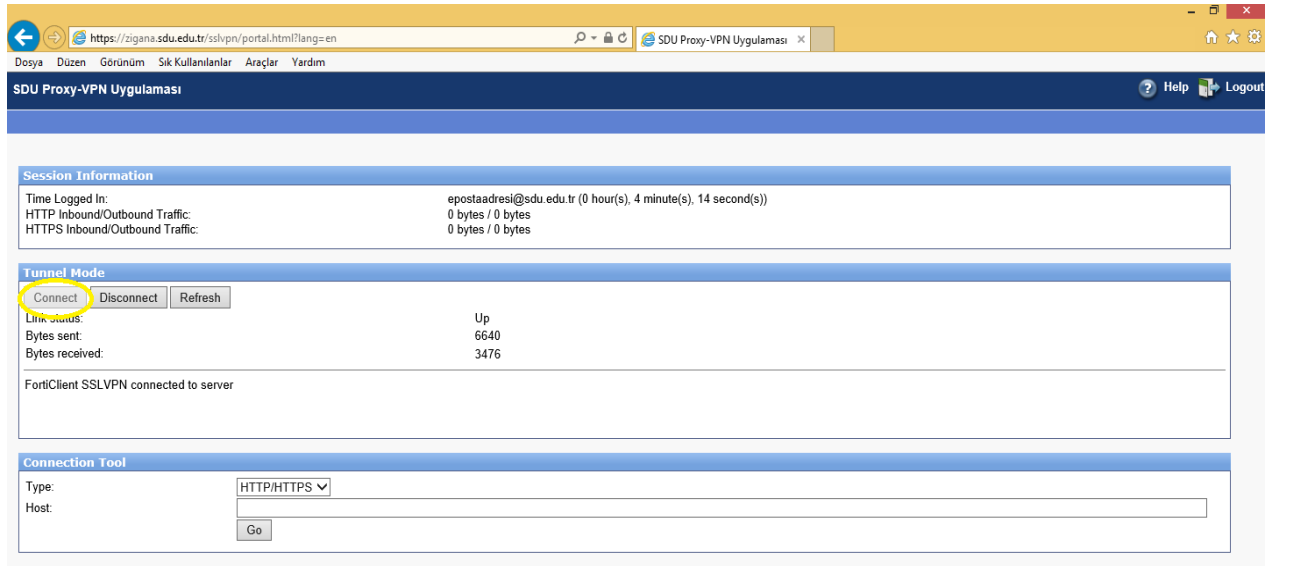 https://zigana.sdu.edu.tr/sslvpn/portal.html?lang=en
SDU Proxy-VPN Uygulaması
Dosya Düzen Görünüm Sık Kullanılanlar Araçlar Yardım
SDU Proxy-VPN Uygulaması
Help Logout
Session Information
Time Logged In: epostaadresi@sdu.edu.tr (0 hour(s), 4 minute(s), 14 second(s))
HTTP Inbound/Outbound Traffic: 0 bytes / 0 bytes
HTTPS Inbound/Outbound Traffic: 0 bytes / 0 bytes
Tunnel Mode
Connect Disconnect Refresh
Link status: Up
Bytes sent: 6640
Bytes received: 3476
FortiClient SSLVPN connected to server
Connection Tool
Type: HTTP/HTTPS
Host:
Go